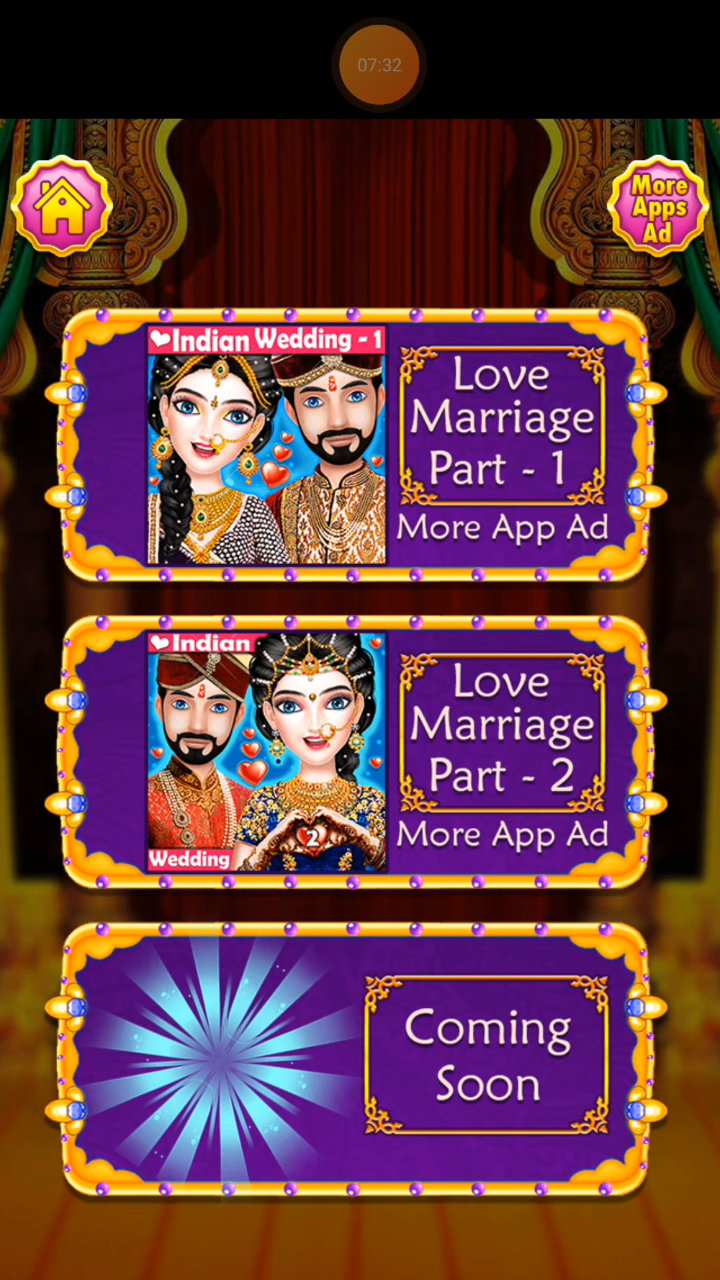 07:32
More
Apps
Ad
Indian Wedding - 1
Love
Marriage
Part - 1
More App Ad
Indian
Love
Marriage
Part - 2
2
Wedding
More App Ad
Coming
Soon